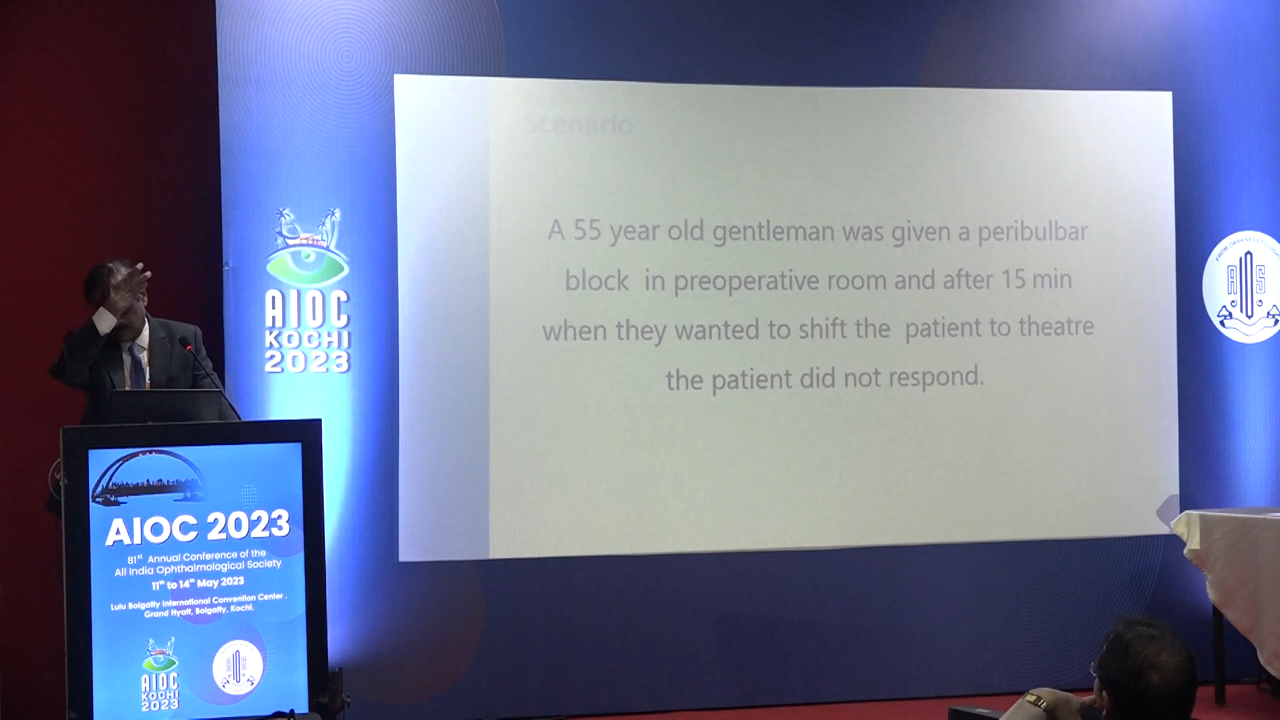 Scenario
A 55 year old gentleman was given a peribulbar
block in preoperative room and after 15 min
when they wanted to shift the patient to theatre
the patient did not respond.
AIOC
KOCHI
2023
AIOC 2023
81st Annual Conference of the
All India Ophthalmological Society
11th to 14th May 2023
Lulu Bolgatty International Convention Center,
Grand Hyatt, Bolgatty, Kochi.
AIOC
KOCHI
2023